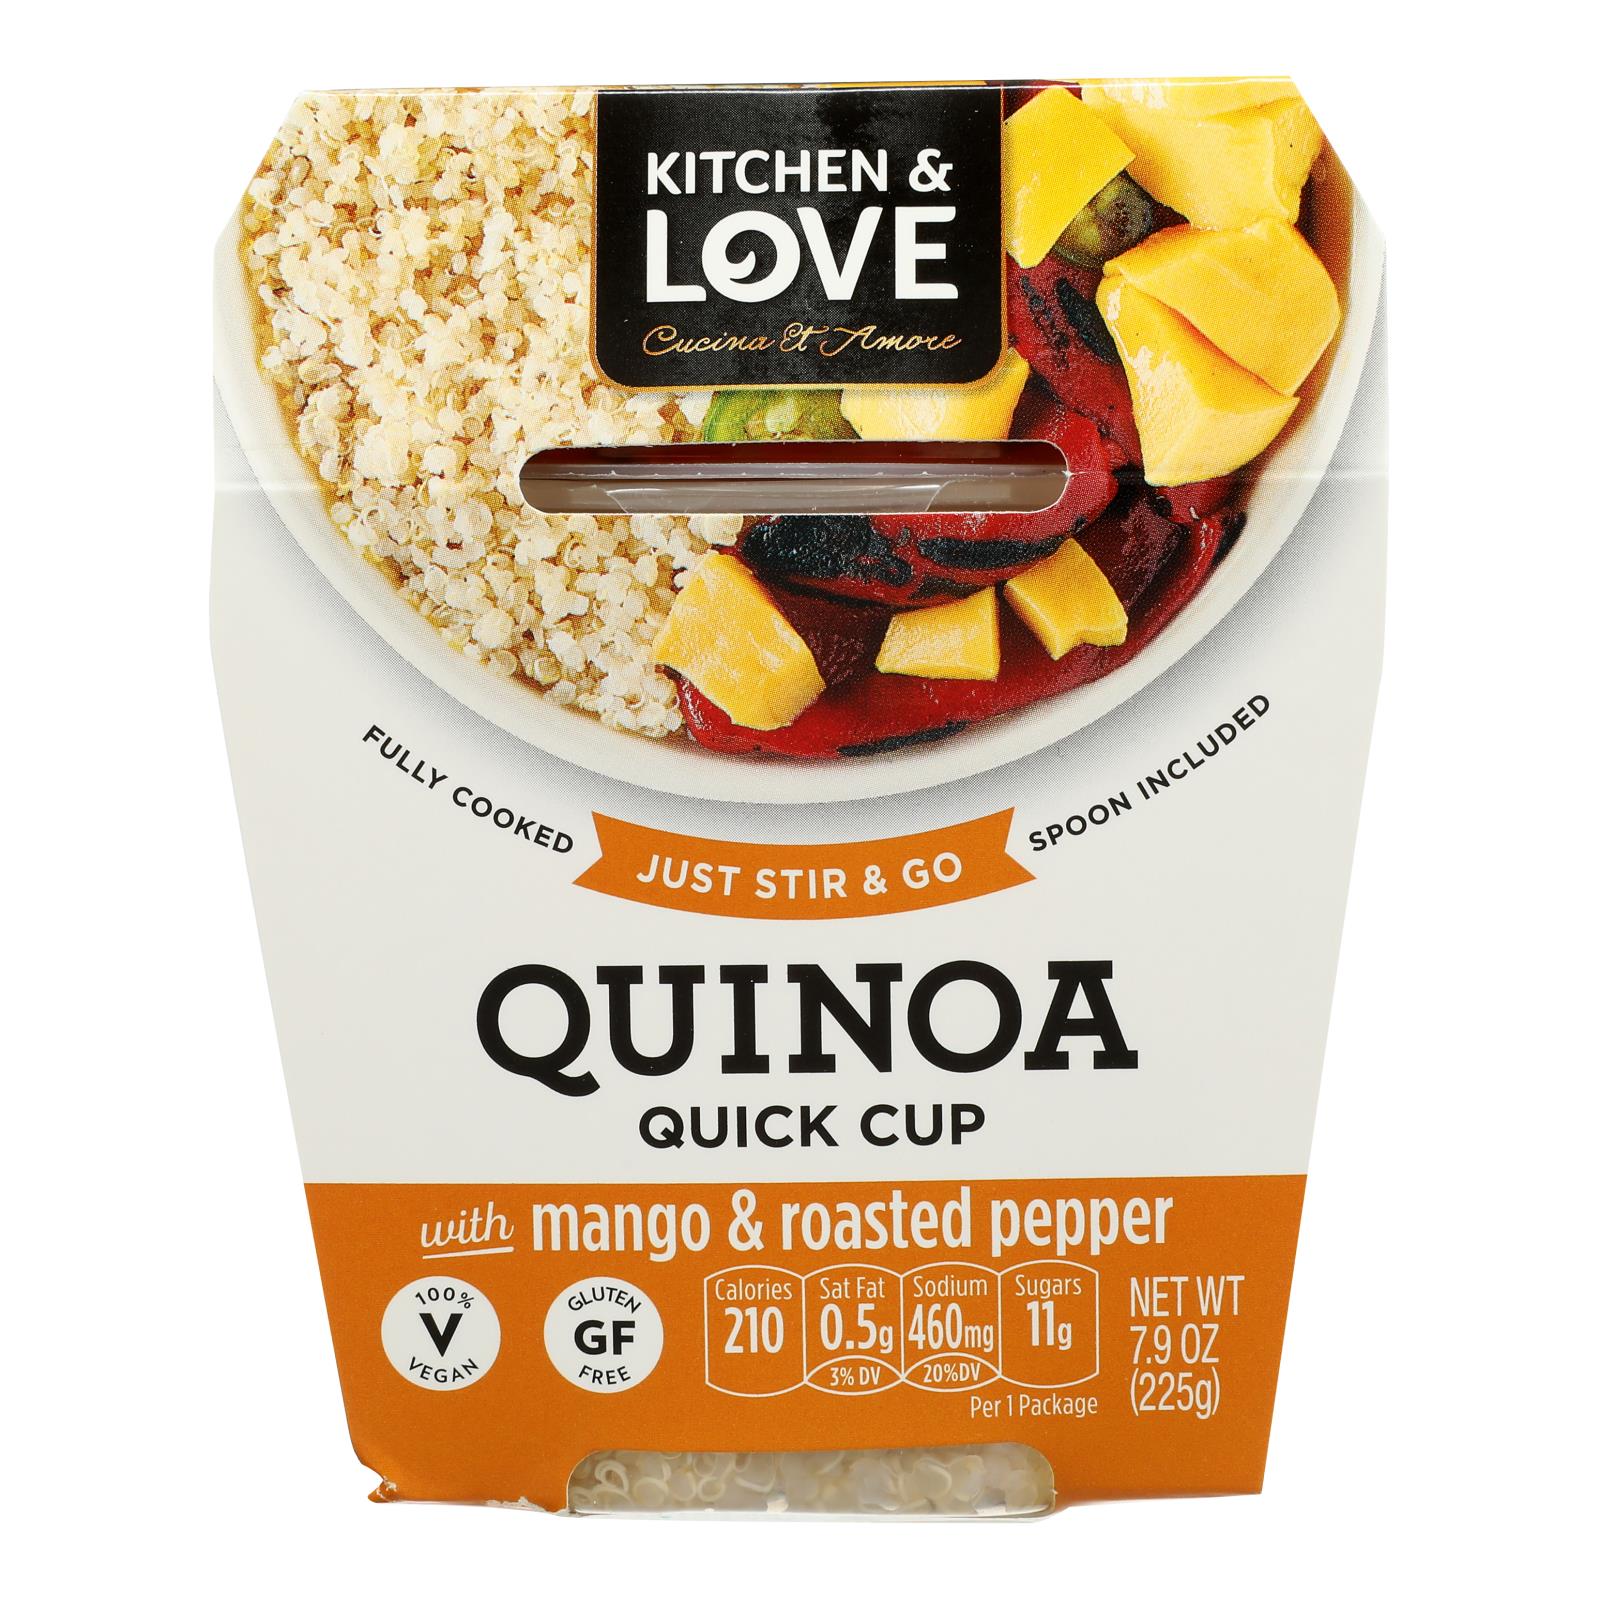 KITCHEN &
LOVE
Cucina Et Amore
FULLY COOKED
JUST STIR & GO
SPOON INCLUDED
QUINOA
QUICK CUP
with mango & roasted pepper
100%
V
VEGAN
GLUTEN
GF
FREE
Calories
210
Sat Fat
0.5g
3% DV
Sodium
460mg
20%DV
Sugars
11g
Per 1 Package
NET WT
7.9 OZ
(225g)